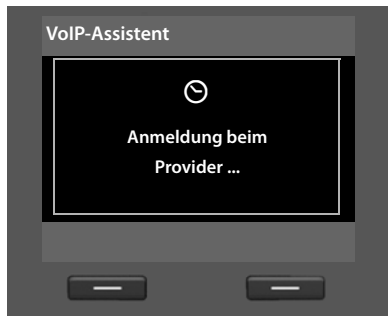 VoIP-Assistent
Anmeldung beim
Provider ...